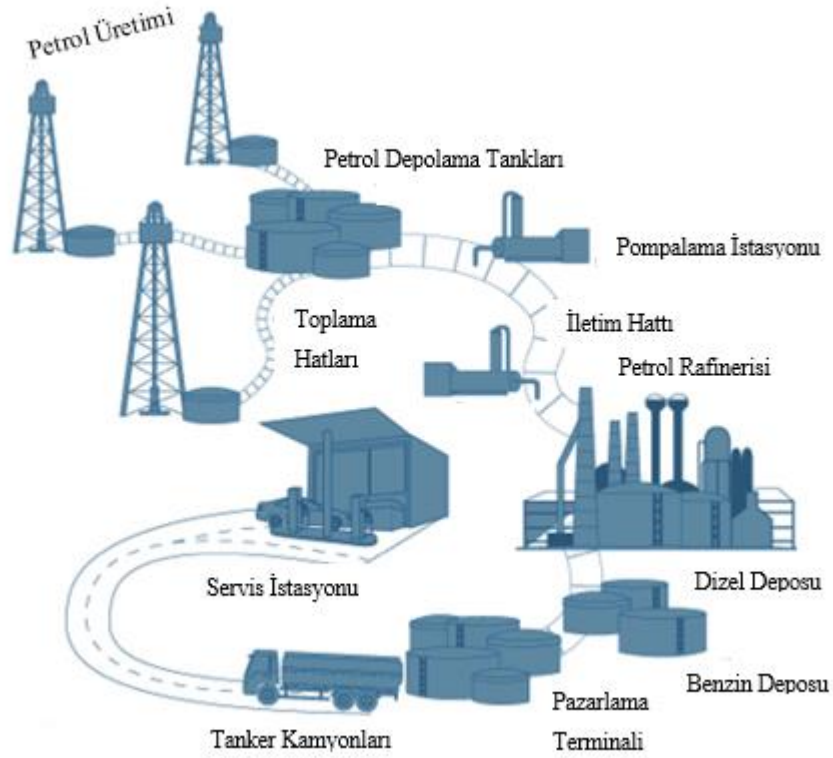 Petrol Üretimi
Petrol Depolama Tankları
Pompalama İstasyonu
Toplama
Hatları
İletim Hattı
Petrol Rafinerisi
Servis İstasyonu
Dizel Deposu
Benzin Deposu
Pazarlama
Terminali
Tanker Kamyonları